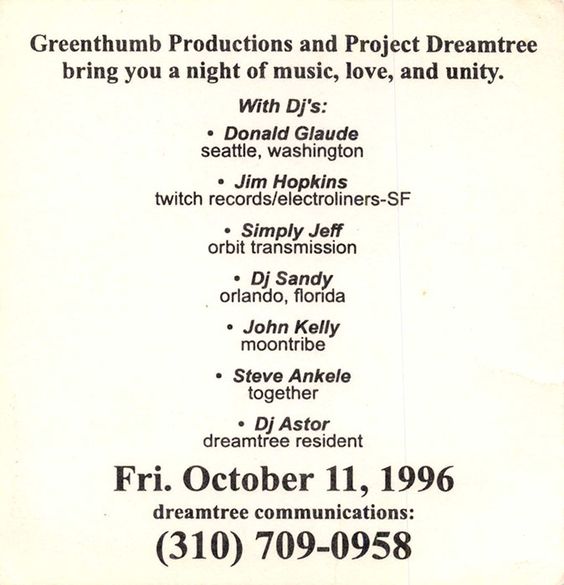 Greenthumb Productions and Project Dreamtree
bring you a night of music, love, and unity.
With Dj's:
• Donald Glaude
seattle, washington
• Jim Hopkins
twitch records/electroliners-SF
• Simply Jeff
orbit transmission
• Dj Sandy
orlando, florida
• John Kelly
moontribe
• Steve Ankele
together
• Dj Astor
dreamtree resident
Fri. October 11, 1996
dreamtree communications:
(310) 709-0958